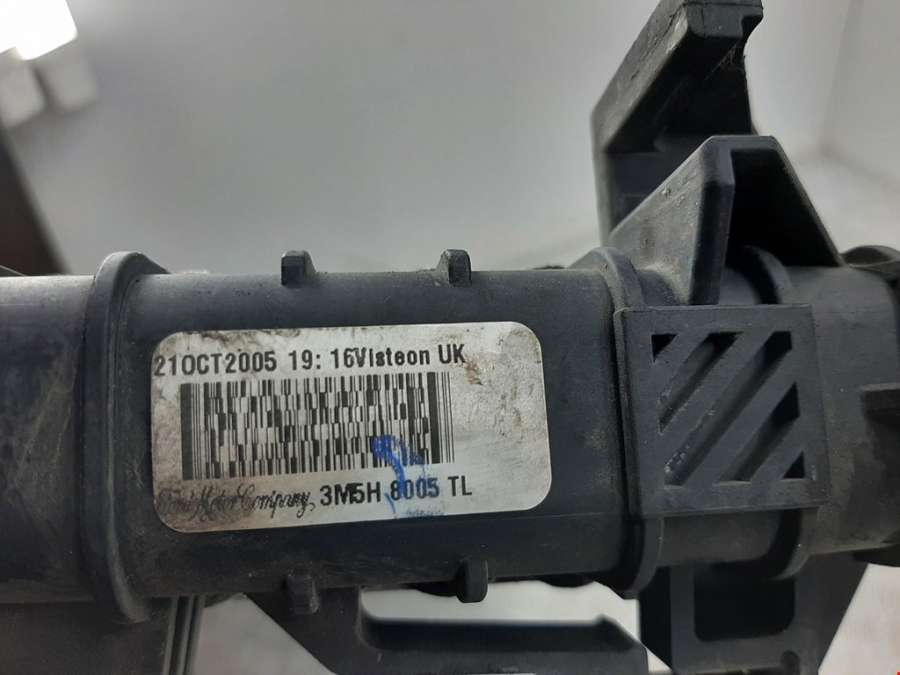 21OCT2005 19: 16Visteon UK
Ford Motor Company 3M5H 8005 TL